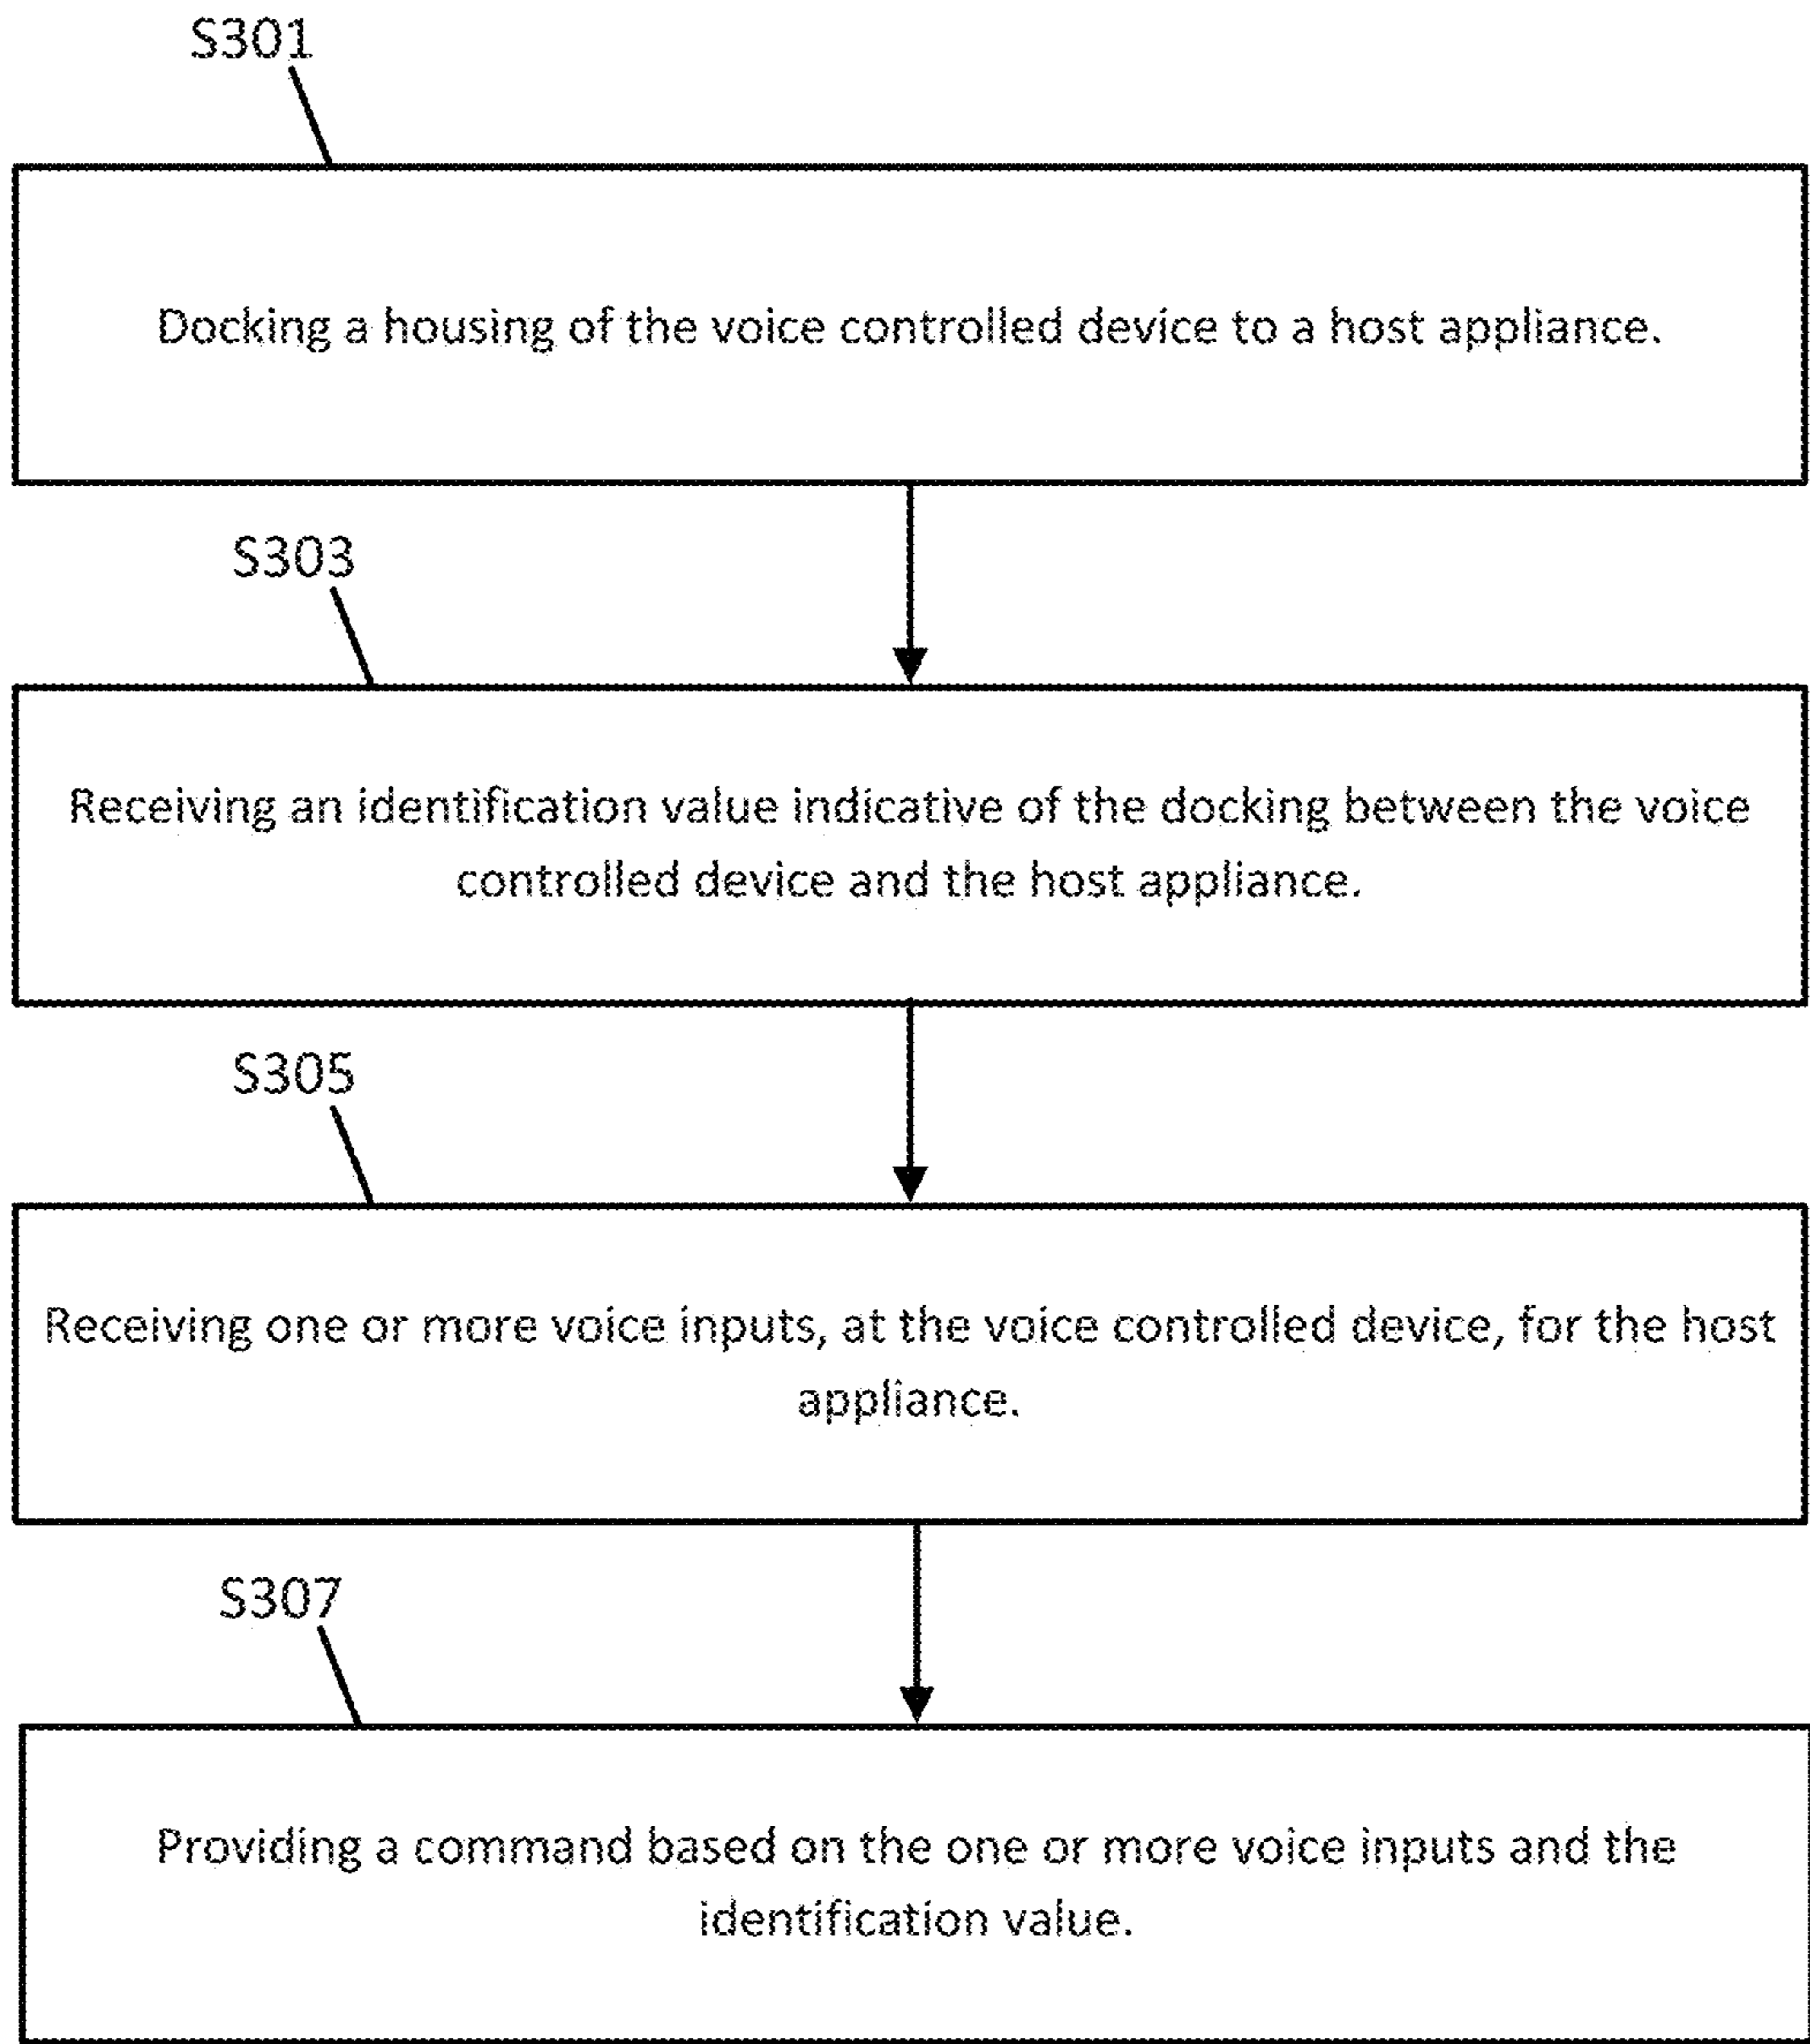 S301
Docking a housing of the voice controlled device to a host appliance.
S303
Receiving an identification value indicative of the docking between the voice
controlled device and the host appliance.
S305
Receiving one or more voice inputs, at the voice controlled device, for the host
appliance.
S307
Providing a command based on the one or more voice inputs and the
identification value.